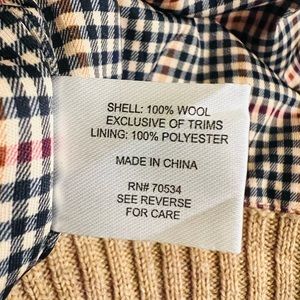 SHELL: 100% WOOL
EXCLUSIVE OF TRIMS
LINING: 100% POLYESTER
MADE IN CHINA
RN# 70534
SEE REVERSE
FOR CARE